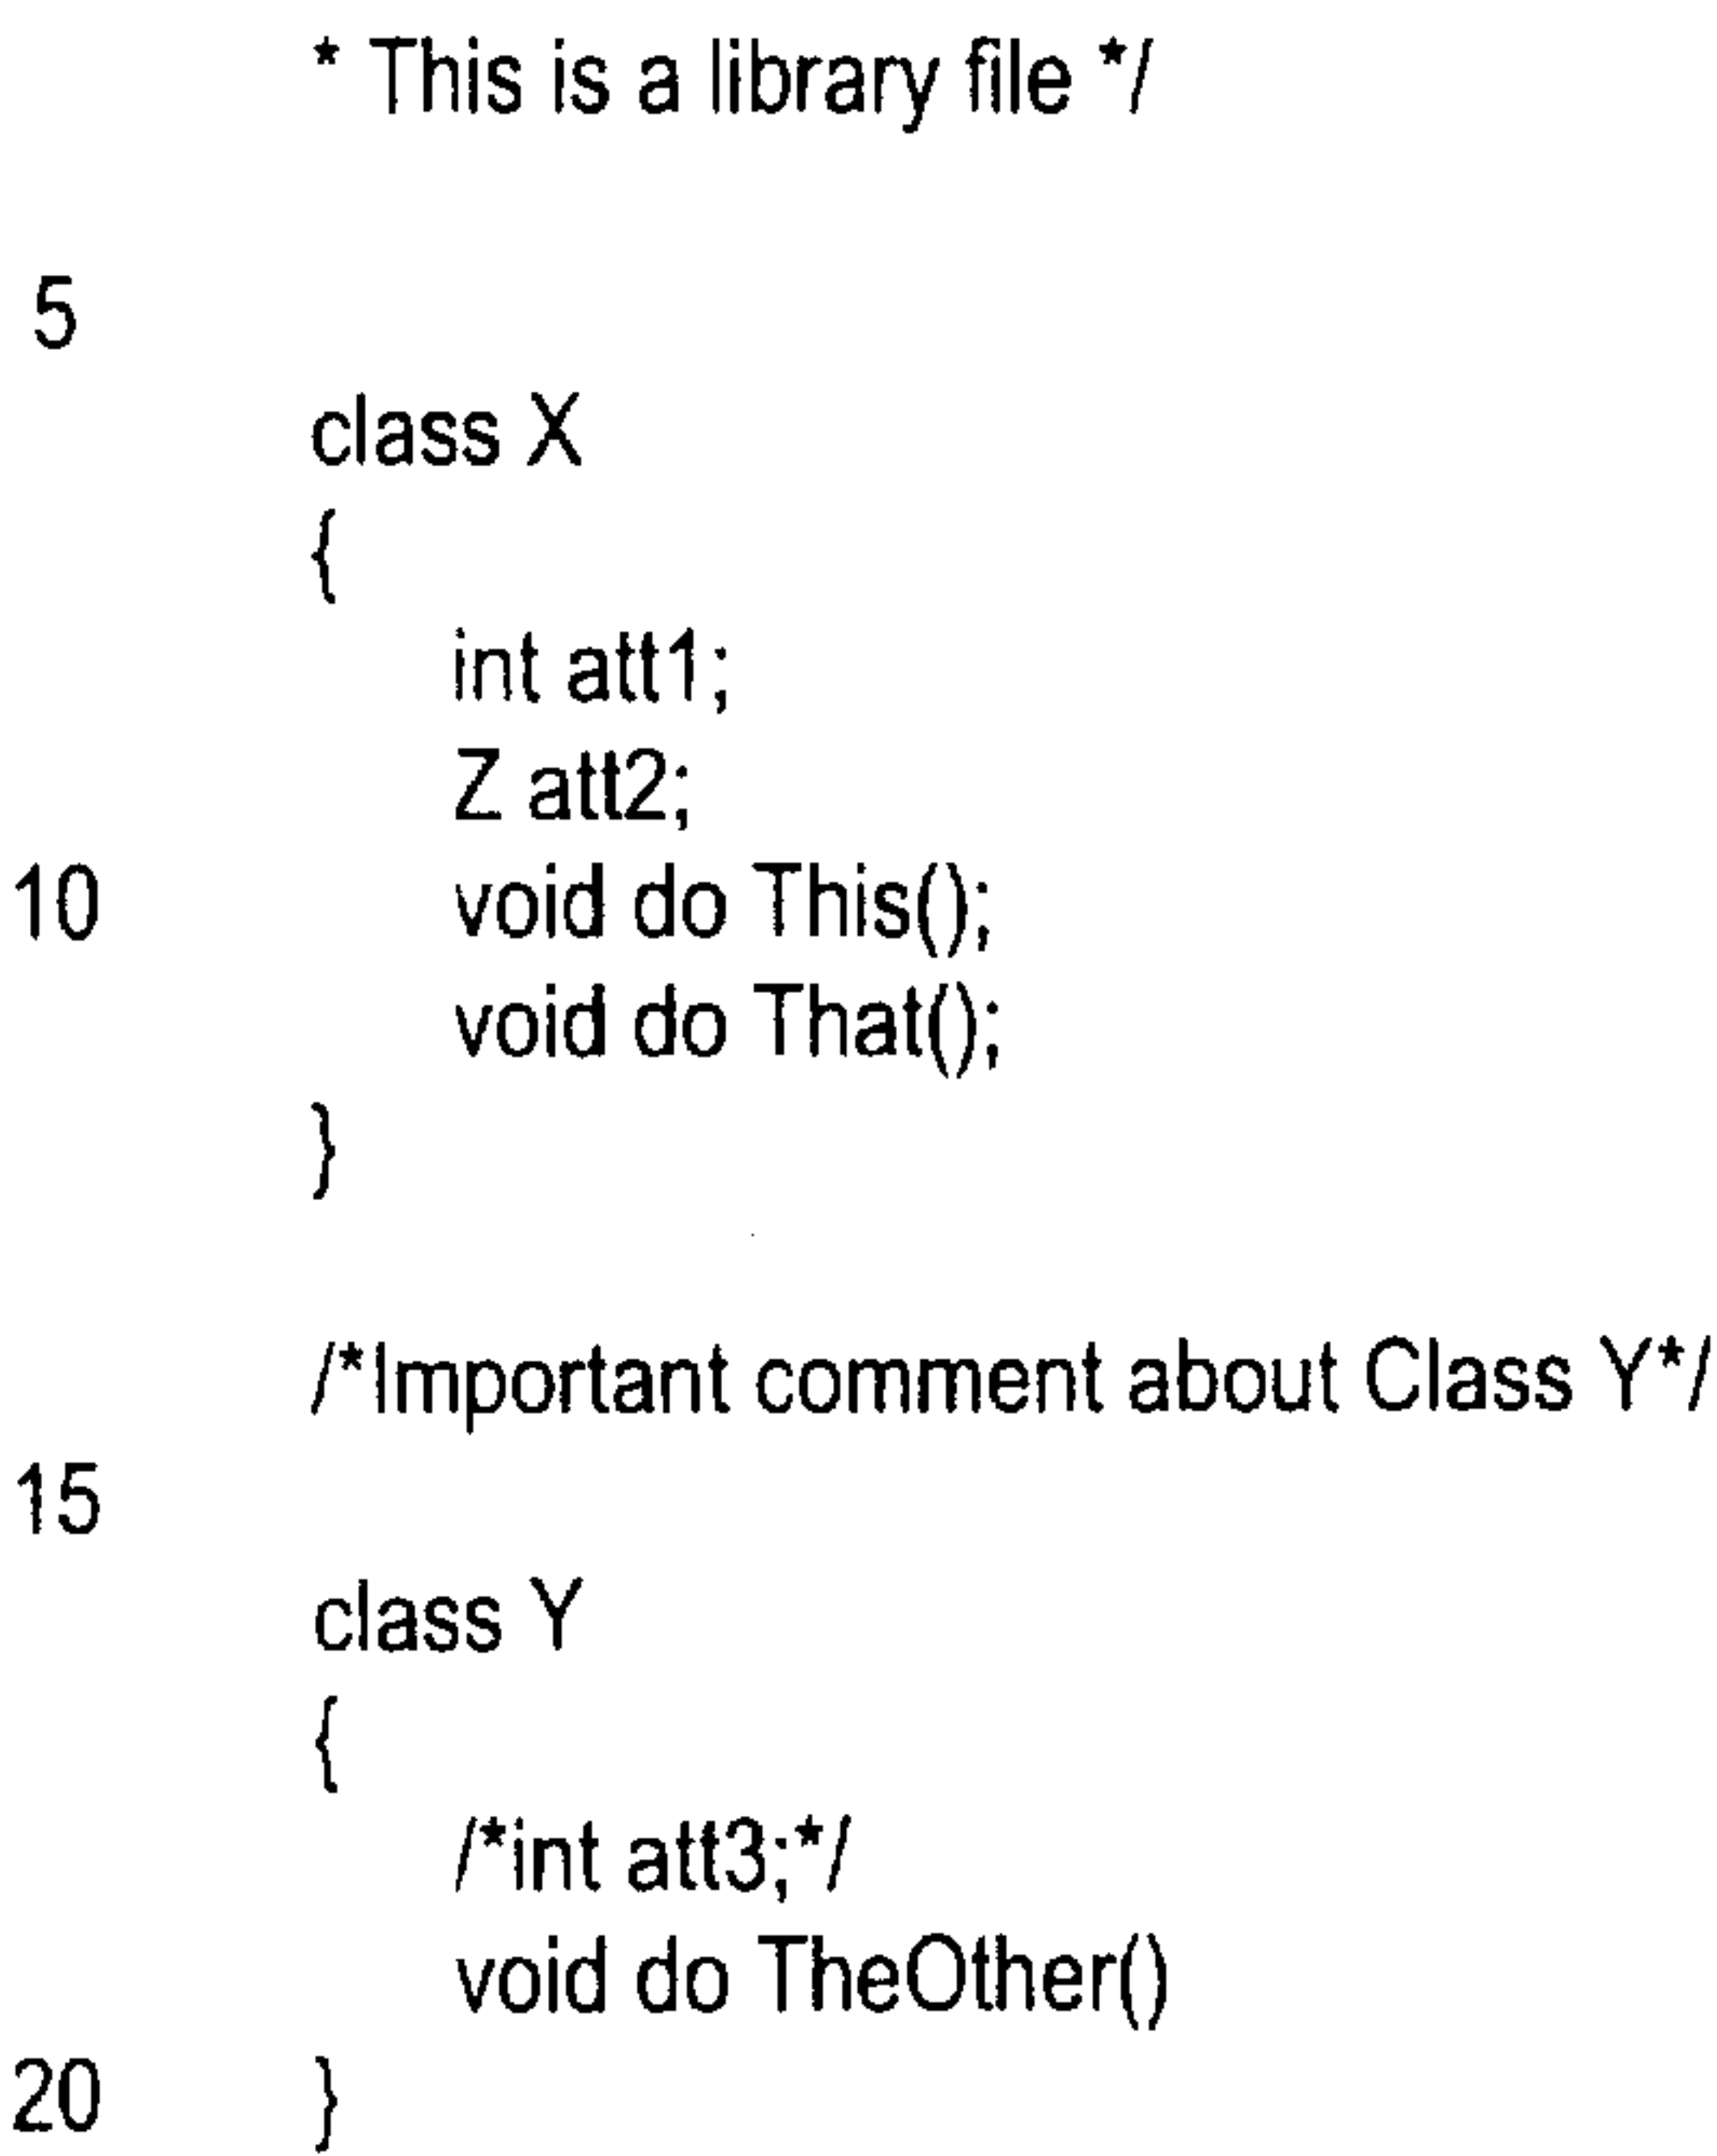 * This is a library file */
5
class X
{
int att1;
Z att2;
10 void do This();
void do That();
}
/*Important comment about Class Y*/
15
class Y
{
/*int att3;*/
void do TheOther()
20 }